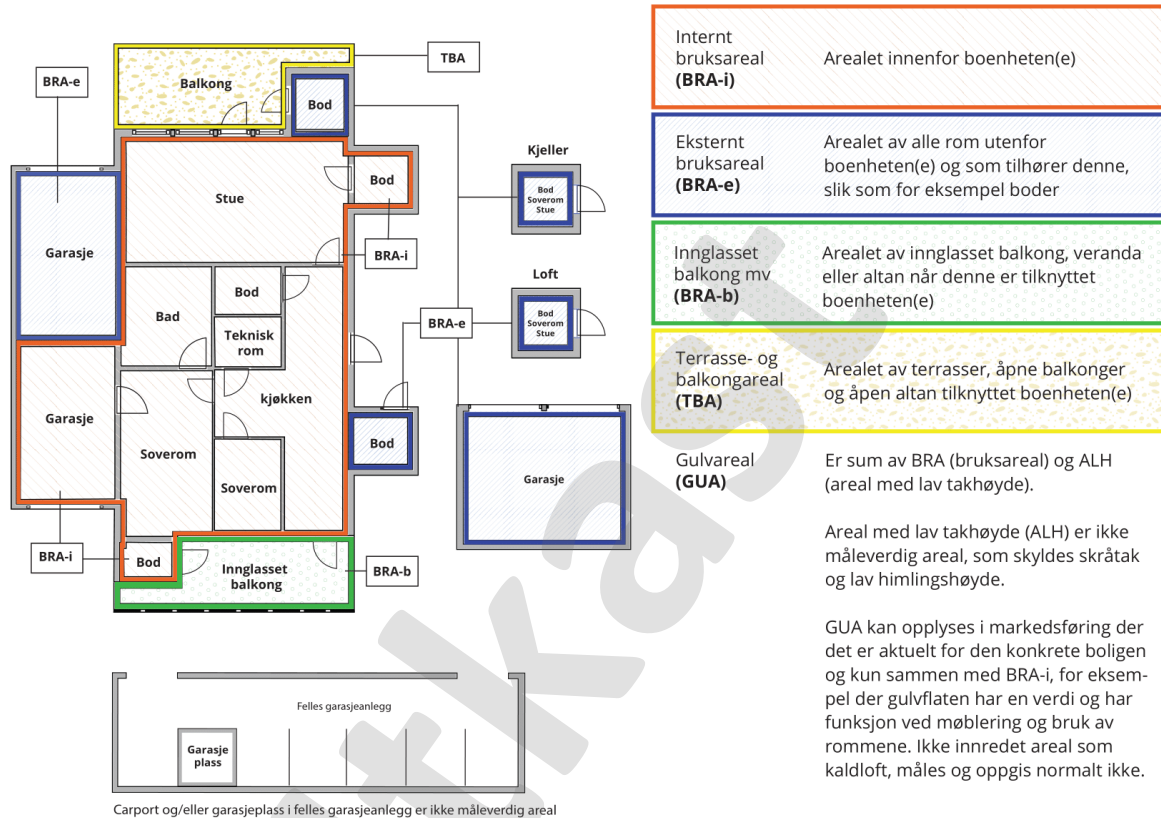 TBA
BRA-e
Balkong
Bod
Stue
Bod
Garasje
BRA-i
Bod
Bad
Teknisk
rom
kjøkken
Garasje
Soverom
Soverom
Bod
BRA-i
Bod
Innglasset
balkong
BRA-b
BRA-e
Kjeller
Bod
Soverom
Stue
Loft
Bod
Soverom
Stue
Garasje
Felles garasjeanlegg
Garasje
plass
Carport og/eller garasjeplass i felles garasjeanlegg er ikke måleverdig areal
Internt
bruksareal
(BRA-i)
Arealet innenfor boenheten(e)
Eksternt
bruksareal
(BRA-e)
Arealet av alle rom utenfor
boenheten(e) og som tilhører denne,
slik som for eksempel boder
Innglasset
balkong mv
(BRA-b)
Arealet av innglasset balkong, veranda
eller altan når denne er tilknyttet
boenheten(e)
Terrasse- og
balkongareal
(TBA)
Arealet av terrasser, åpne balkonger
og åpen altan tilknyttet boenheten(e)
Gulvareal
(GUA)
Er sum av BRA (bruksareal) og ALH
(areal med lav takhøyde).
Areal med lav takhøyde (ALH) er ikke
måleverdig areal, som skyldes skråtak
og lav himlingshøyde.
GUA kan opplyses i markedsføring der
det er aktuelt for den konkrete boligen
og kun sammen med BRA-i, for eksem-
pel der gulvflaten har en verdi og har
funksjon ved møblering og bruk av
rommene. Ikke innredet areal som
kaldloft, måles og oppgis normalt ikke.
tkast